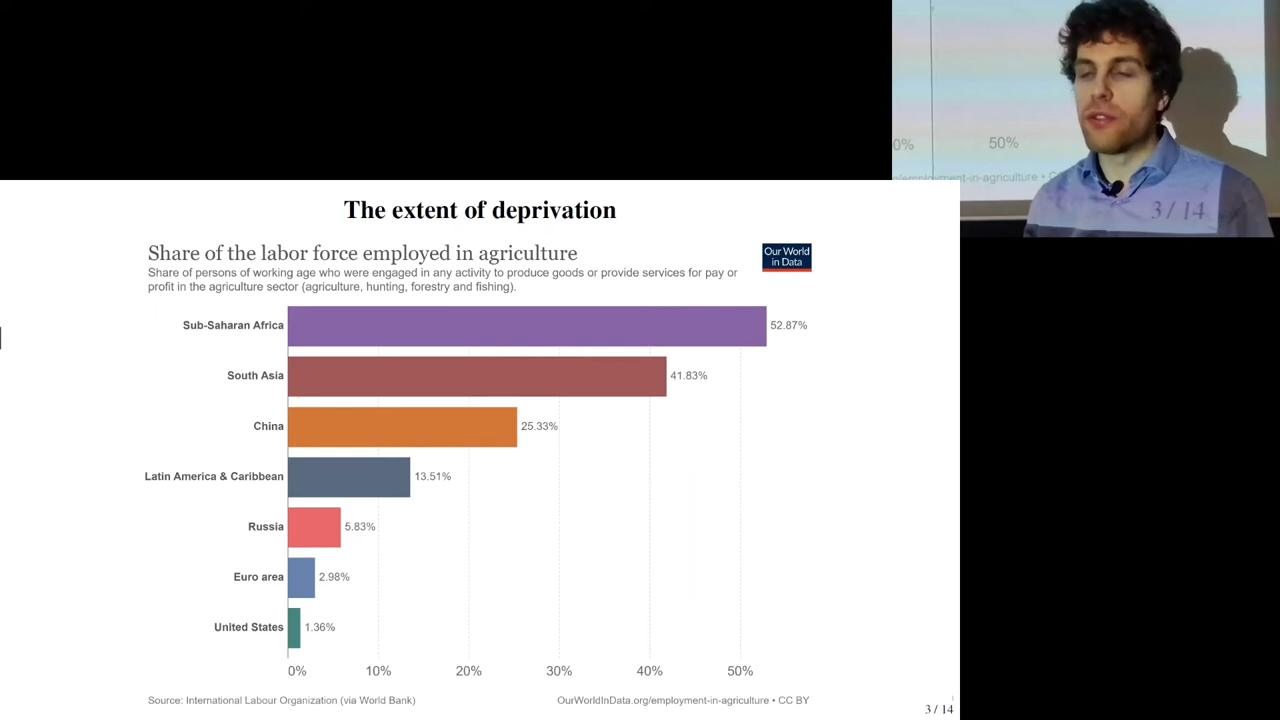 50%
3 / 14
The extent of deprivation
Share of the labor force employed in agriculture
Share of persons of working age who were engaged in any activity to produce goods or provide services for pay or
profit in the agriculture sector (agriculture, hunting, forestry and fishing).
Our World
in Data
Sub-Saharan Africa 52.87%
South Asia 41.83%
China 25.33%
Latin America & Caribbean 13.51%
Russia 5.83%
Euro area 2.98%
United States 1.36%
0% 10% 20% 30% 40% 50%
Source: International Labour Organization (via World Bank) OurWorldInData.org/employment-in-agriculture • CC BY
3 / 14